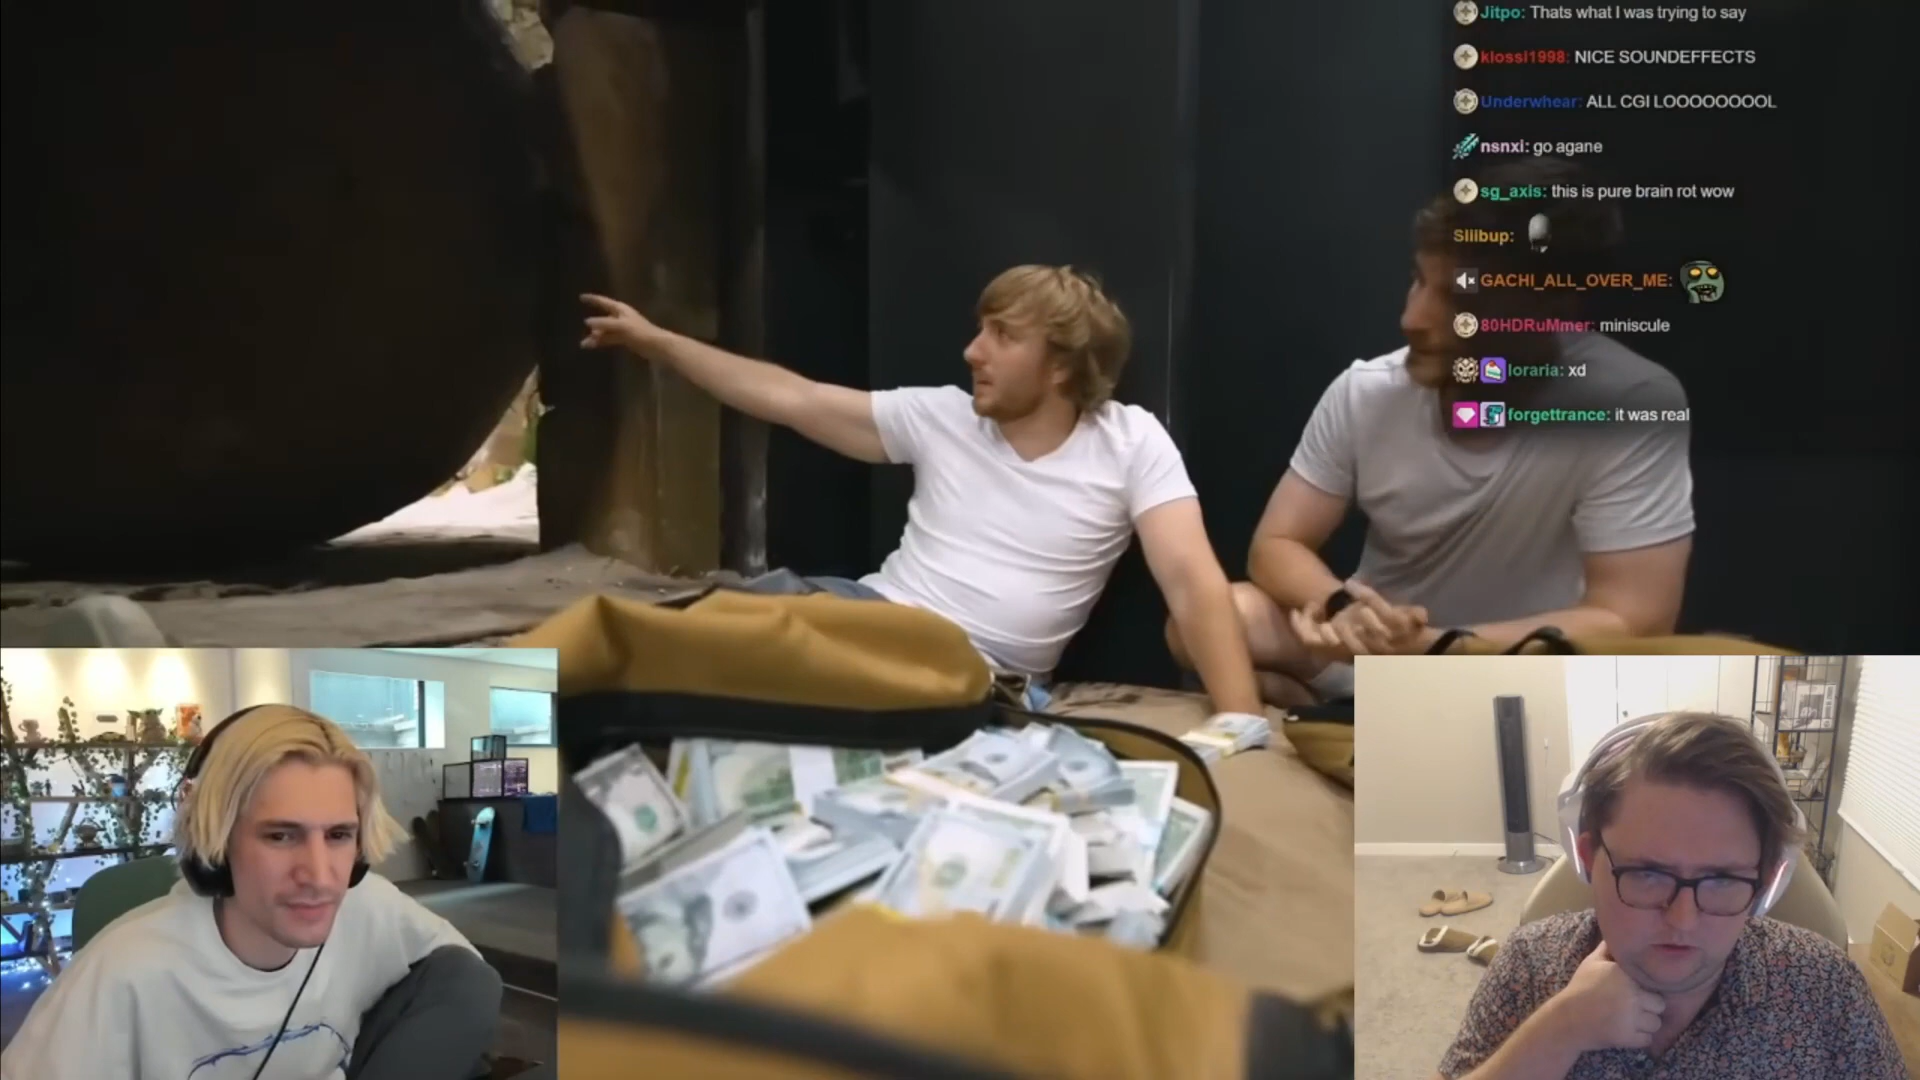 Jitpo: Thats what I was trying to say
klossi1998: NICE SOUNDEFFECTS
Underwhear: ALL CGI LOOOOOOOOL
nsnxi: go agane
sg_axis: this is pure brain rot wow
Sliibup:
GACHI_ALL_OVER_ME:
80HDRuMmer: miniscule
loraria: xd
forgettrance: it was real